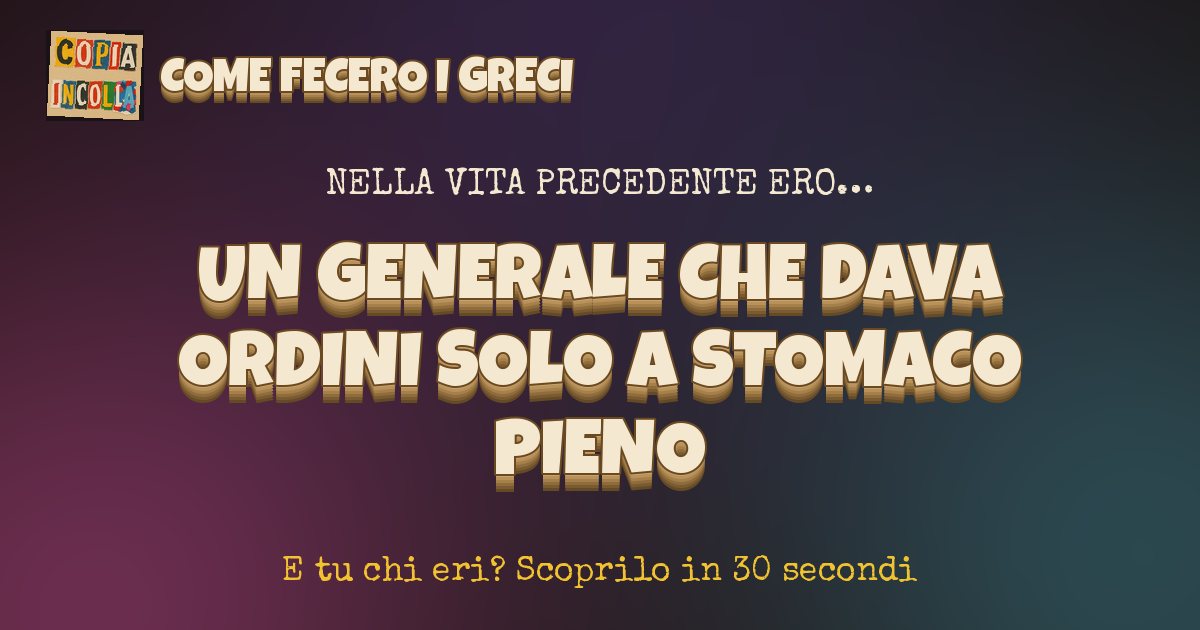 COPIA
INCOLLA
COME FECERO I GRECI
NELLA VITA PRECEDENTE ERO...
UN GENERALE CHE DAVA
ORDINI SOLO A STOMACO
PIENO
E tu chi eri? Scoprilo in 30 secondi